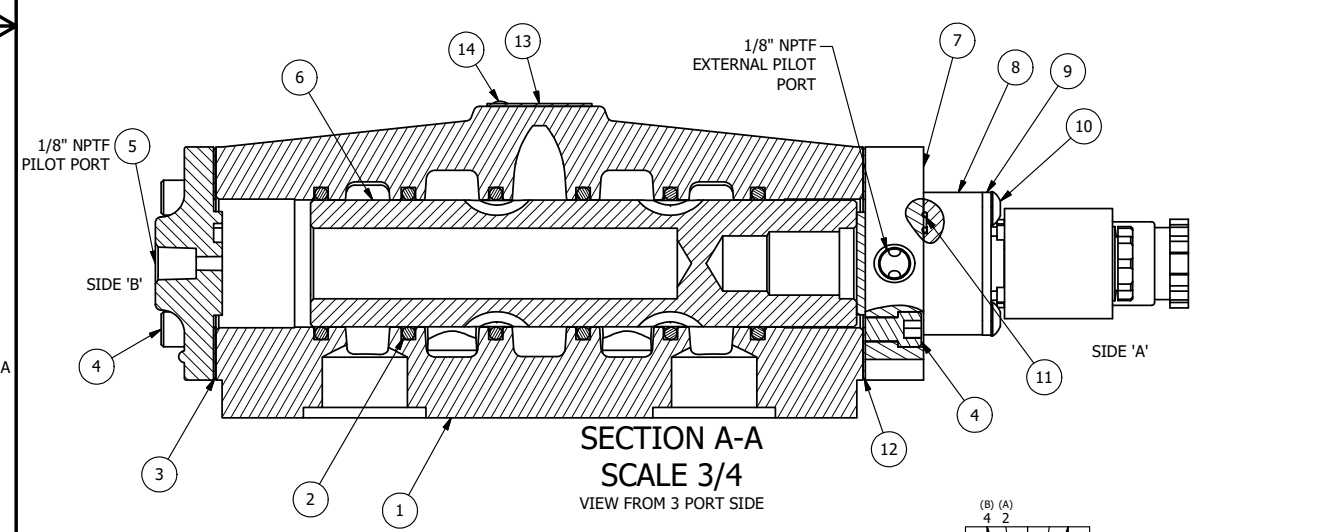 14
13
1/8" NPTF
EXTERNAL PILOT
PORT
7
8
9
6
10
1/8" NPTF
PILOT PORT
5
SIDE 'B'
SIDE 'A'
4
A
11
4
12
3
2
1
SECTION A-A
SCALE 3/4
VIEW FROM 3 PORT SIDE
(B) (A)
4 2